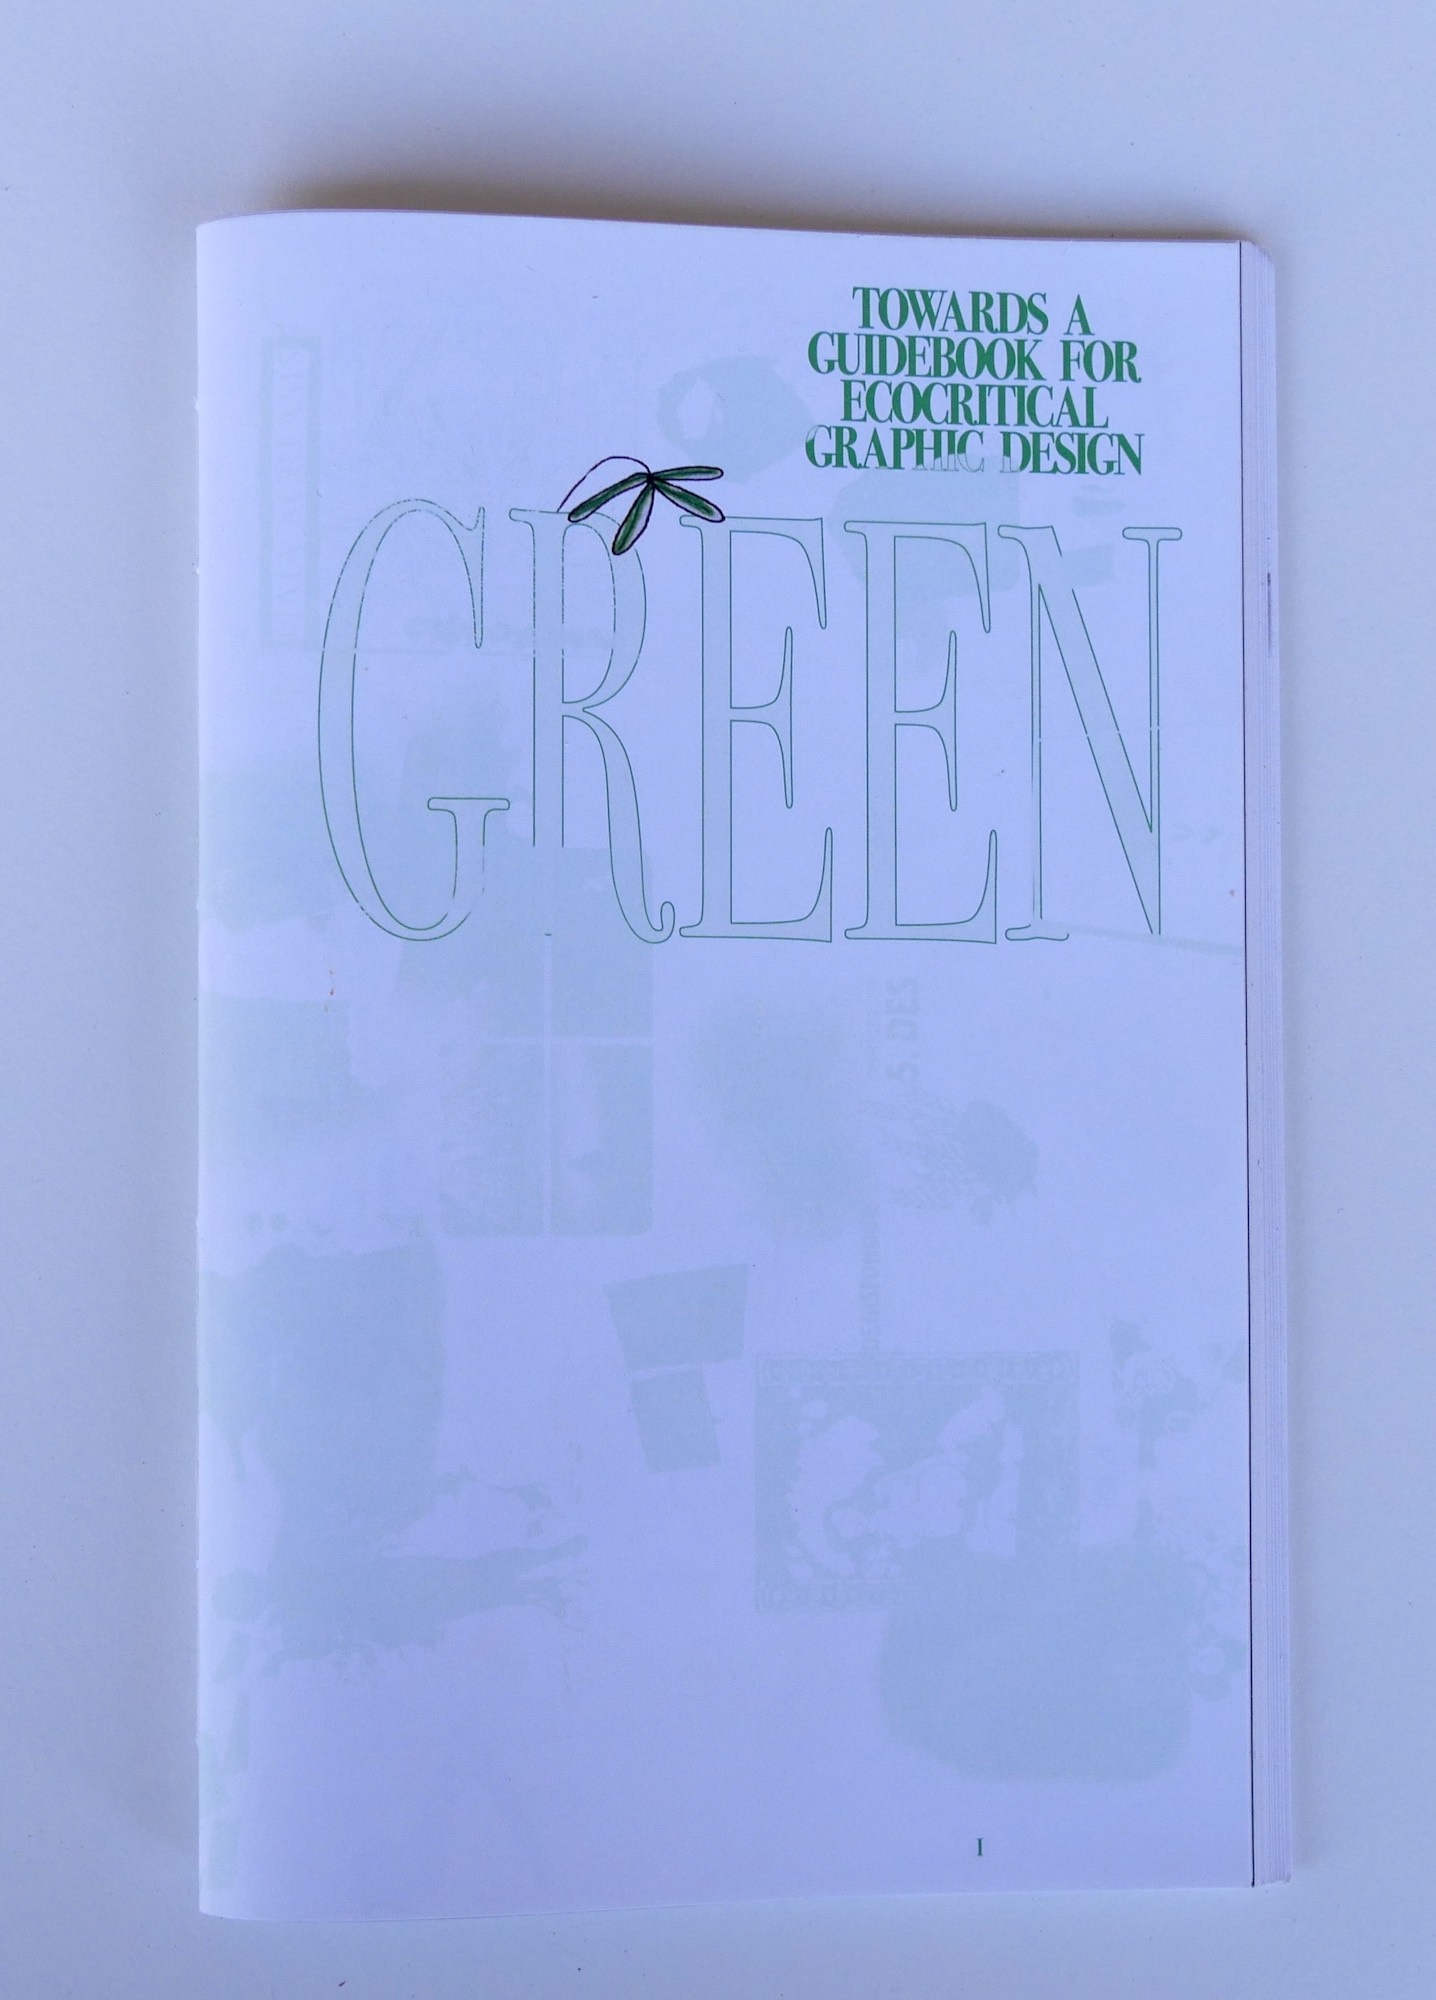 TOWARDS A
GUIDEBOOK FOR
ECOCRITICAL
GRAPHIC DESIGN
GREEN
I